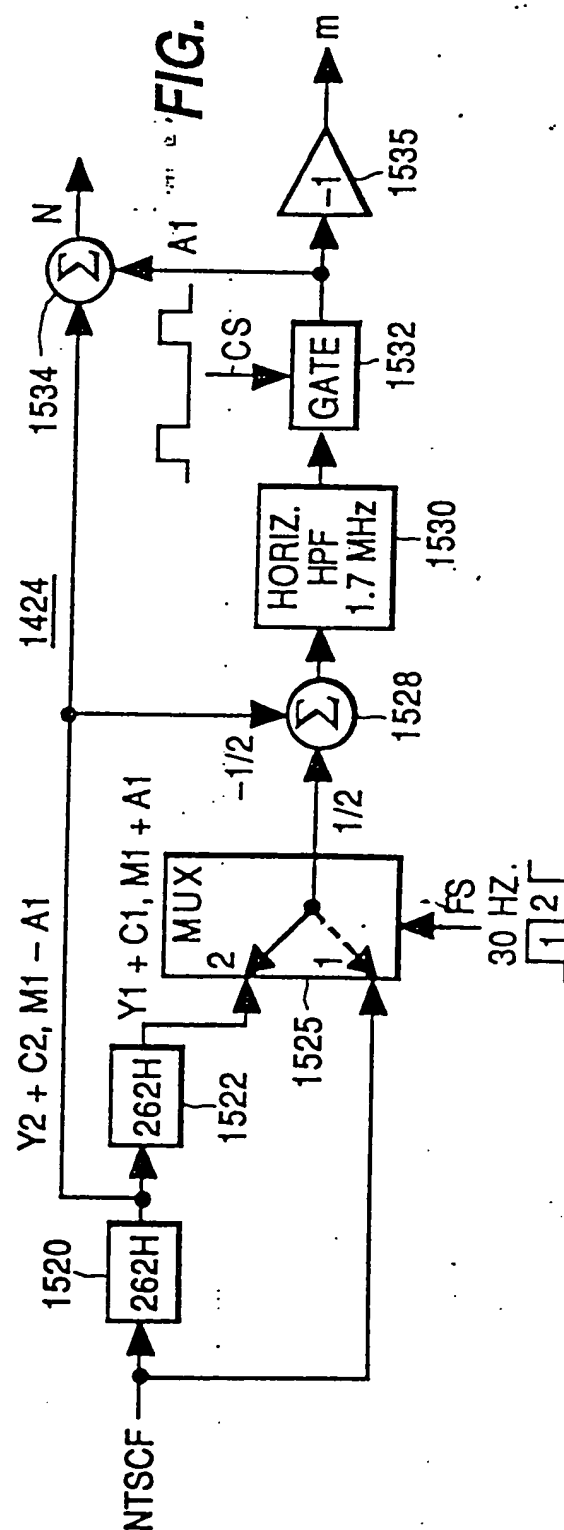 FIG.
1424
NTSCF
1520
262H
262H
1522
Y2 + C2, M1 − A1
Y1 + C1, M1 + A1
MUX
2
1
1525
FS
30 HZ.
1 2
1/2
−1/2
Σ
1528
HORIZ.
HPF
1.7 MHz
1530
CS
GATE
1532
A1
1534
Σ
N
−1
1535
m